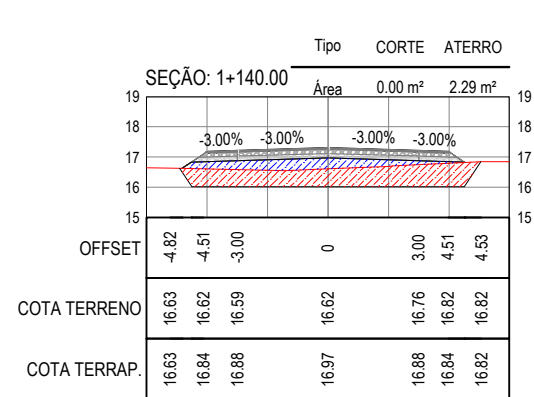 Tipo CORTE ATERRO
SEÇÃO: 1+140.00 Área 0.00 m² 2.29 m²
19 19
18 18
-3.00% -3.00% -3.00% -3.00%
17 17
16 16
15 15
OFFSET -4.82 -4.51 -3.00 0 3.00 4.51 4.53
COTA TERRENO 16.63 16.62 16.59 16.62 16.76 16.82 16.82
COTA TERRAP. 16.63 16.84 16.88 16.97 16.88 16.84 16.82